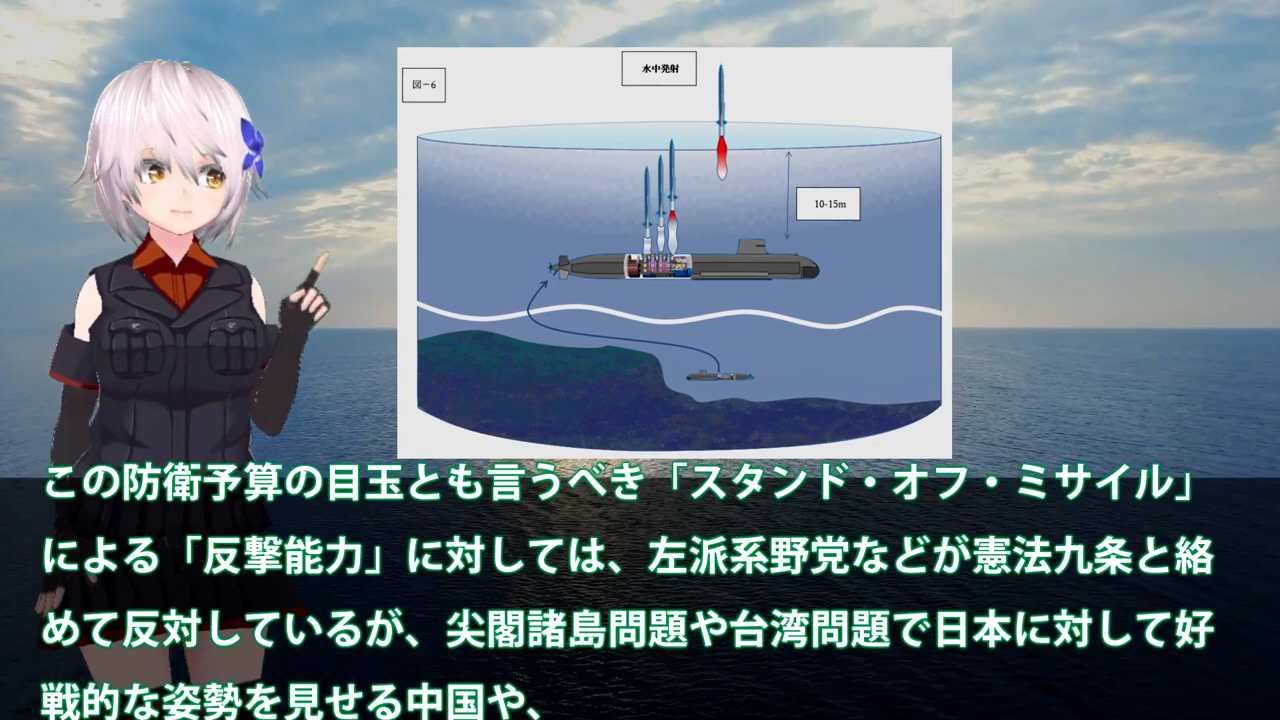 水中発射
図－6
10-15m
この防衛予算の目玉とも言うべき「スタンド・オフ・ミサイル」
による「反撃能力」に対しては、左派系野党などが憲法九条と絡
めて反対しているが、尖閣諸島問題や台湾問題で日本に対して好
戦的な姿勢を見せる中国や、